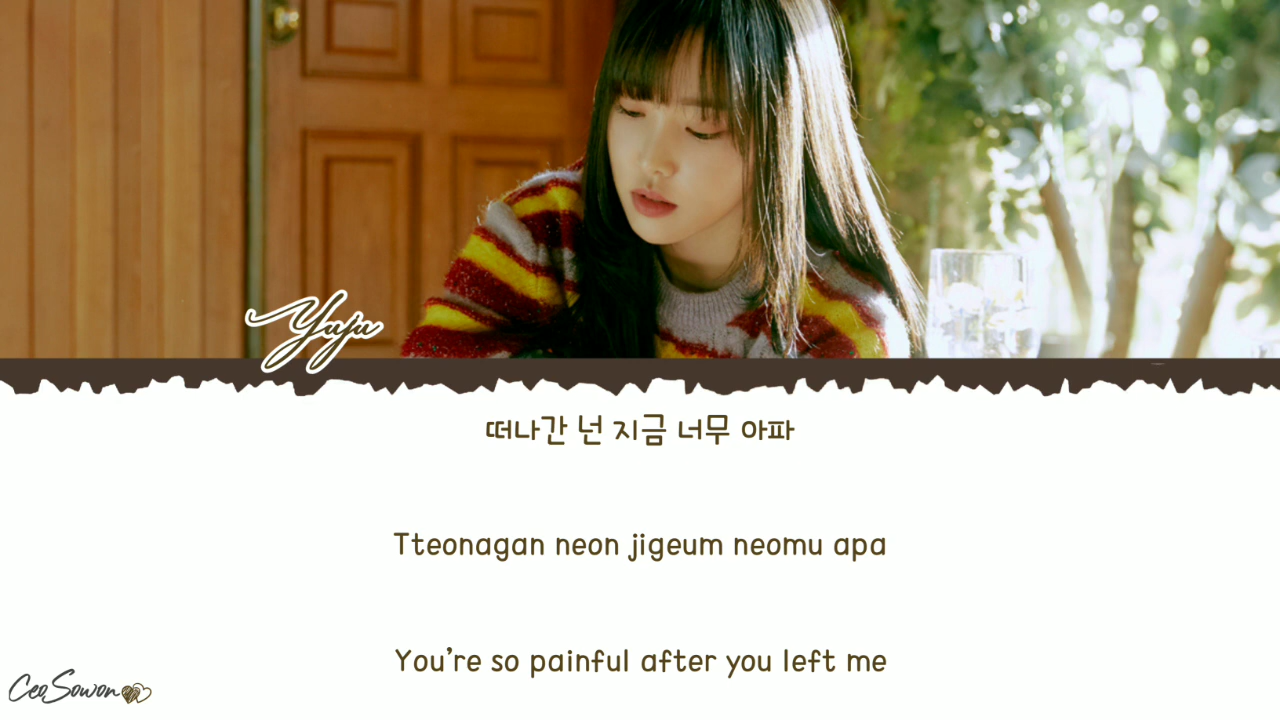 Yuju
떠나간 넌 지금 너무 아파
Tteonagan neon jigeum neomu apa
You're so painful after you left me
CeoSowon